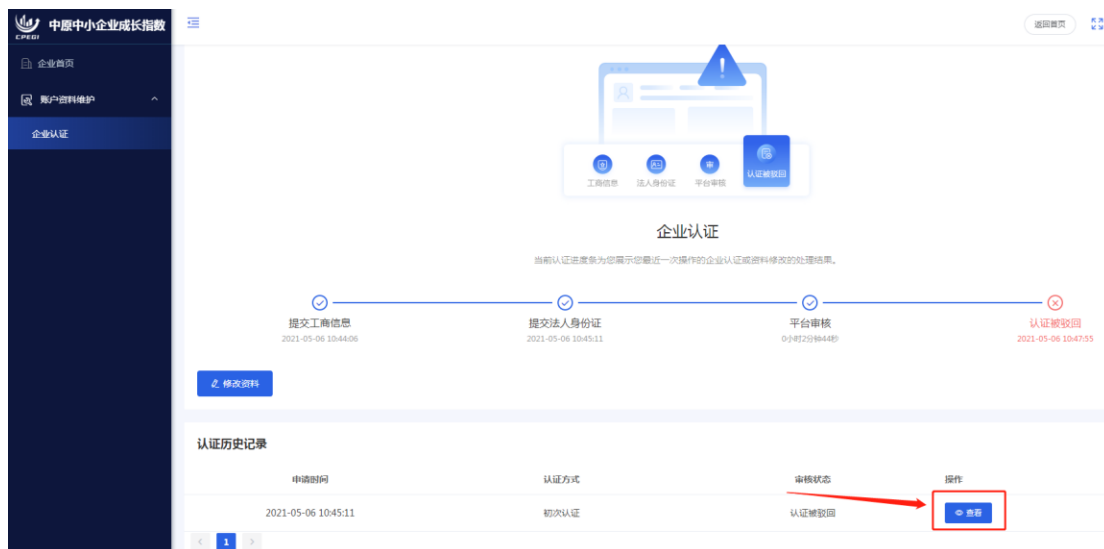 中原中小企业成长指数
CPEGI
返回首页
企业首页
账户资料维护
企业认证
工商信息
法人身份证
平台审核
认证被驳回
企业认证
当前认证进度条为您展示您最近一次操作的企业认证或资料修改的处理结果。
提交工商信息
2021-05-06 10:44:06
提交法人身份证
2021-05-06 10:45:11
平台审核
0小时2分钟44秒
认证被驳回
2021-05-06 10:47:55
修改资料
认证历史记录
申请时间 认证方式 审核状态 操作
2021-05-06 10:45:11 初次认证 认证被驳回 查看
< 1 >